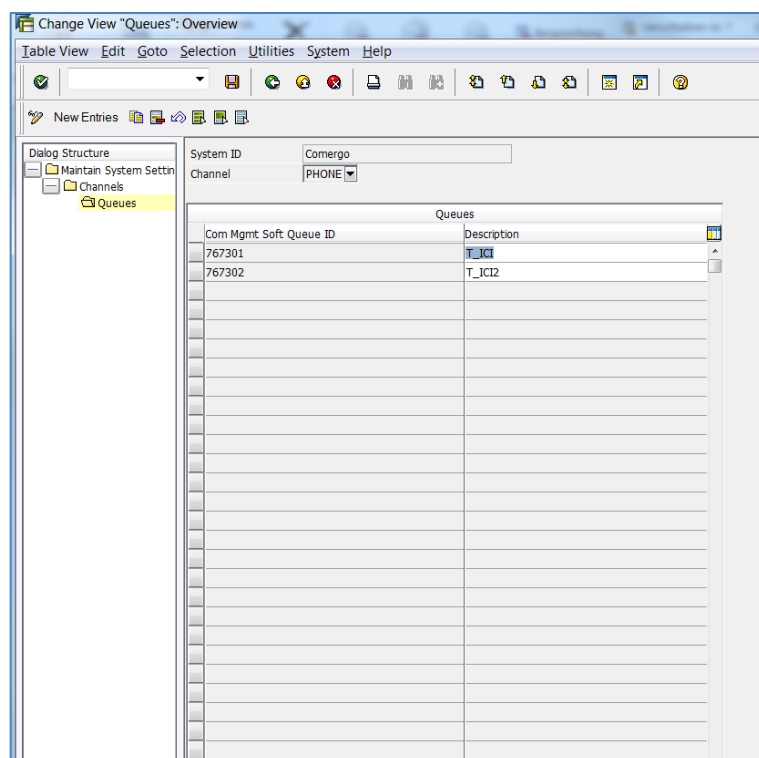 Change View "Queues": Overview
Table View Edit Goto Selection Utilities System Help
New Entries
Dialog Structure
Maintain System Settin
Channels
Queues
System ID Comergo
Channel PHONE
Queues
Com Mgmt Soft Queue ID Description
767301 T_ICI
767302 T_ICI2